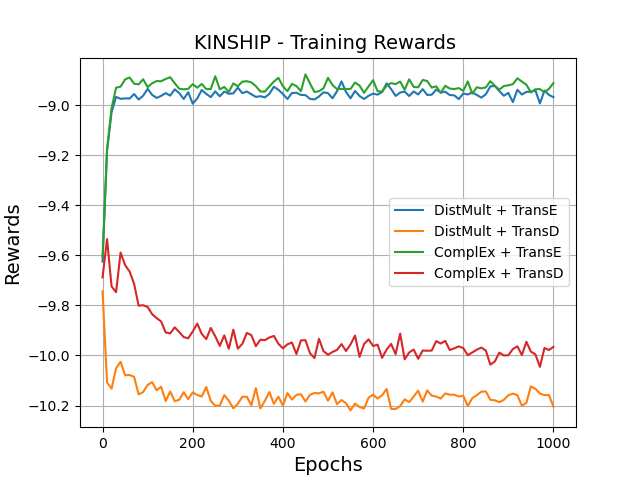 KINSHIP - Training Rewards
Rewards
−9.0
−9.2
−9.4
−9.6
−9.8
−10.0
−10.2
DistMult + TransE
DistMult + TransD
ComplEx + TransE
ComplEx + TransD
0 200 400 600 800 1000
Epochs